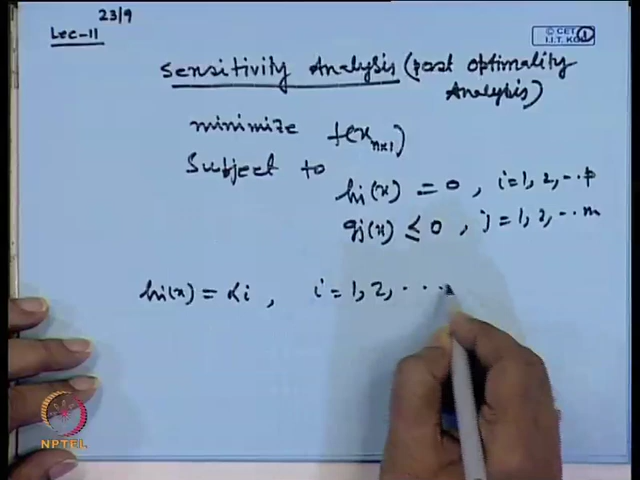 23/9
Lec-11
© CET
I.I.T. KGP
Sensitivity Analysis (post optimality
Analysis)
minimize f(x_{n×1})
Subject to
hi(x) = 0, i=1, 2, ... p
gj(x) ≤ 0, j=1, 2, ... m
hi(x) = αi, i=1, 2, ...
NPTEL